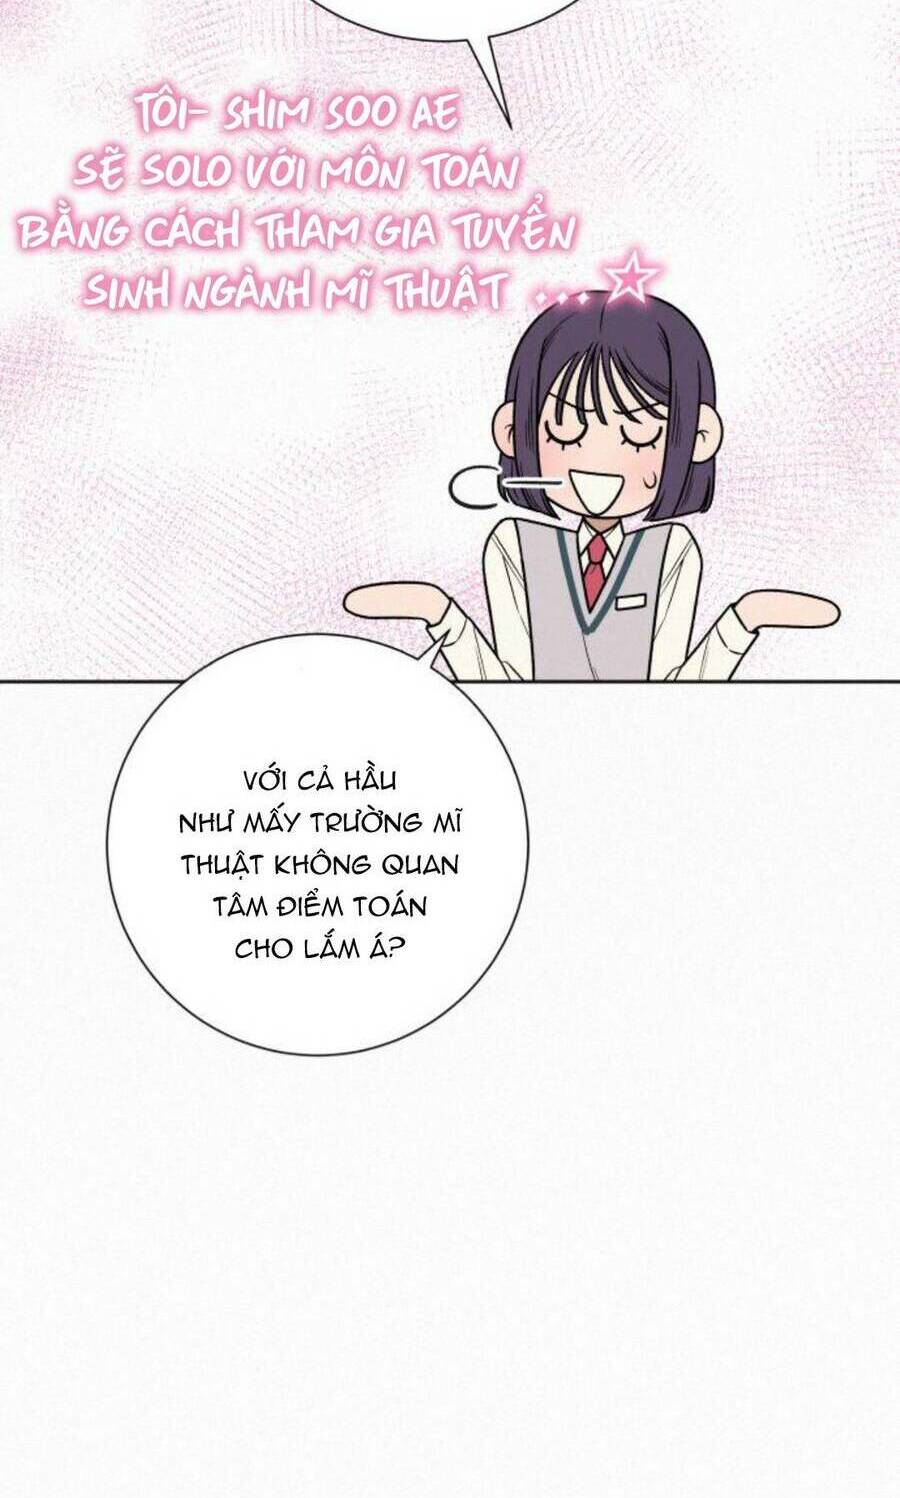 TÔI- SHIM SOO AE
SẼ SOLO VỚI MÔN TOÁN
BẰNG CÁCH THAM GIA TUYỂN
SINH NGÀNH MĨ THUẬT ...☆
VỚI CẢ HẦU
NHƯ MẤY TRƯỜNG MĨ
THUẬT KHÔNG QUAN
TÂM ĐIỂM TOÁN
CHO LẮM Á?